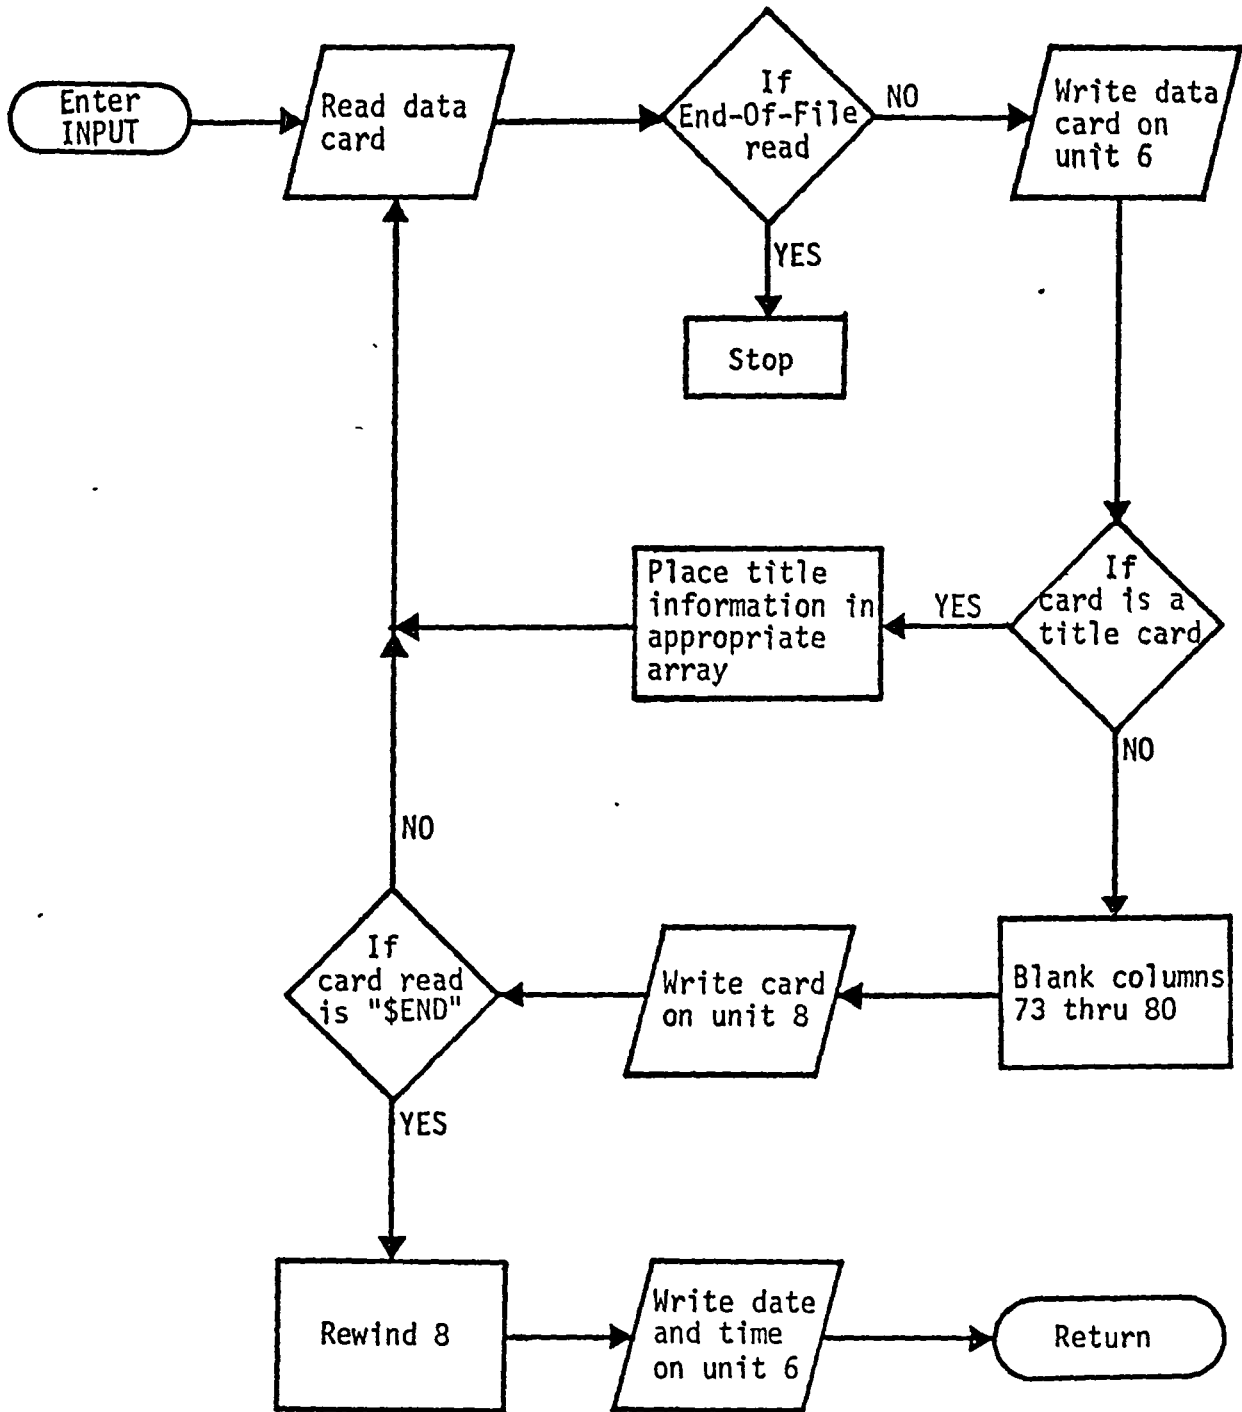 Enter
INPUT
Read data
card
If
End-Of-File
read
NO
Write data
card on
unit 6
YES
Stop
If
card is a
title card
YES
Place title
information in
appropriate
array
NO
Blank columns
73 thru 80
Write card
on unit 8
If
card read
is "$END"
NO
YES
Rewind 8
Write date
and time
on unit 6
Return